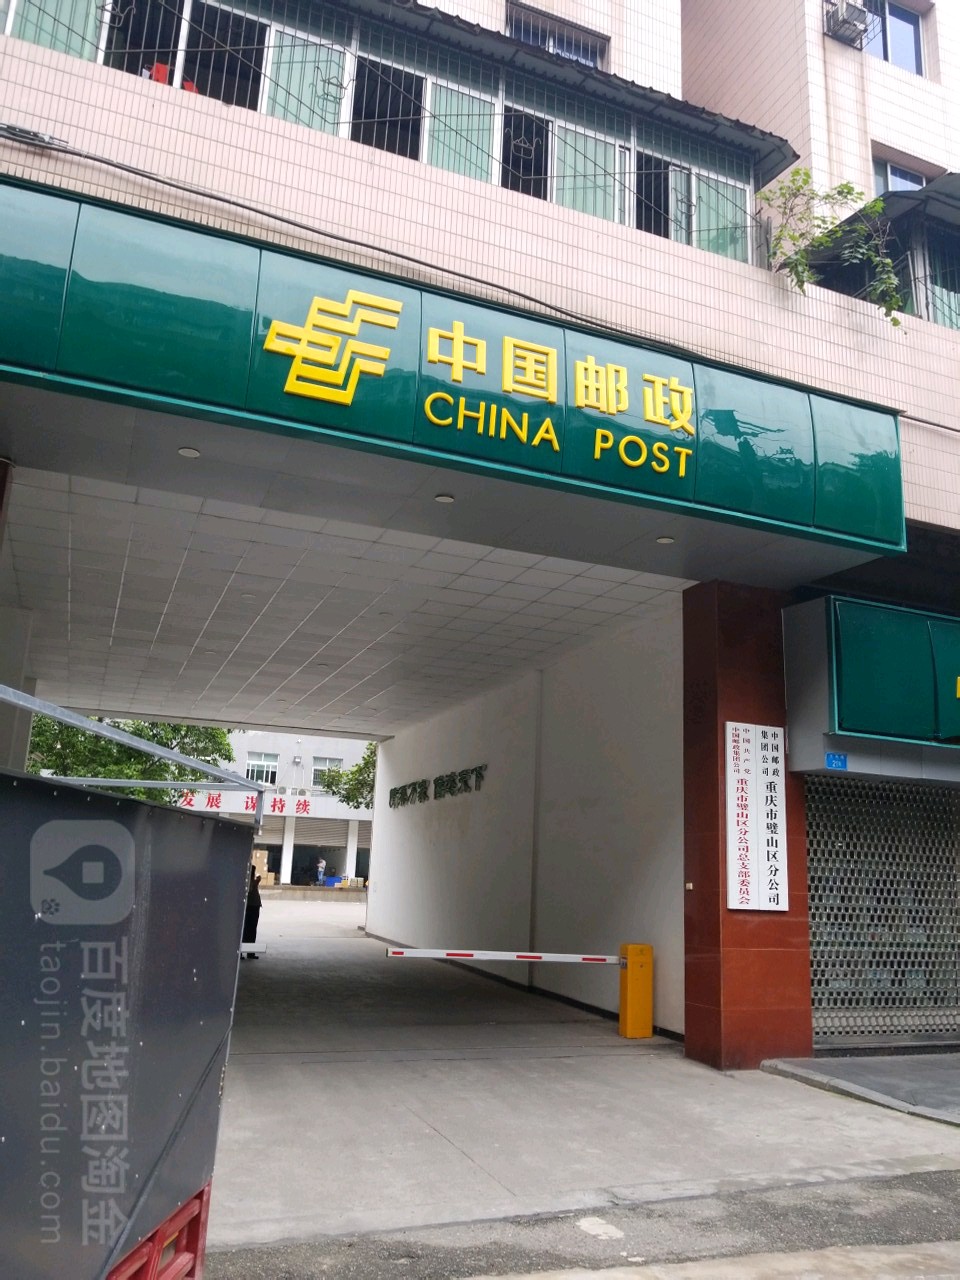 中国邮政
CHINA POST
中国邮政
集团公司 重庆市璧山区分公司
中国共产党
中国邮政集团公司 重庆市璧山区分公司总支部委员会
发展 谋持续
百度地图淘金
taojin.baidu.com